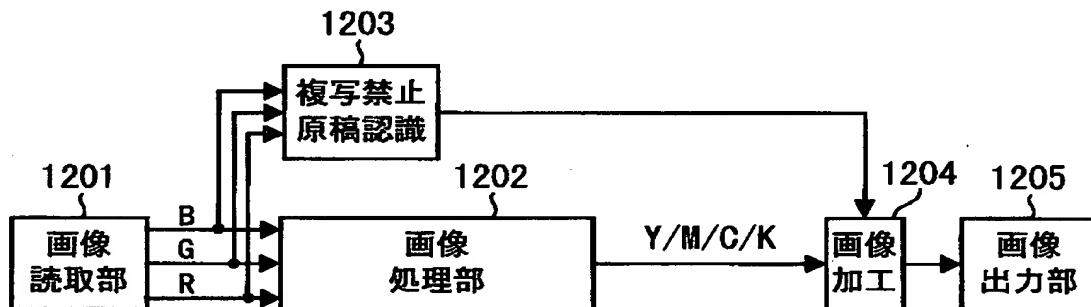 1203
複写禁止
原稿認識
1201
画像
読取部
B
G
R
1202
画像
処理部
Y/M/C/K
1204
画像
加工
1205
画像
出力部